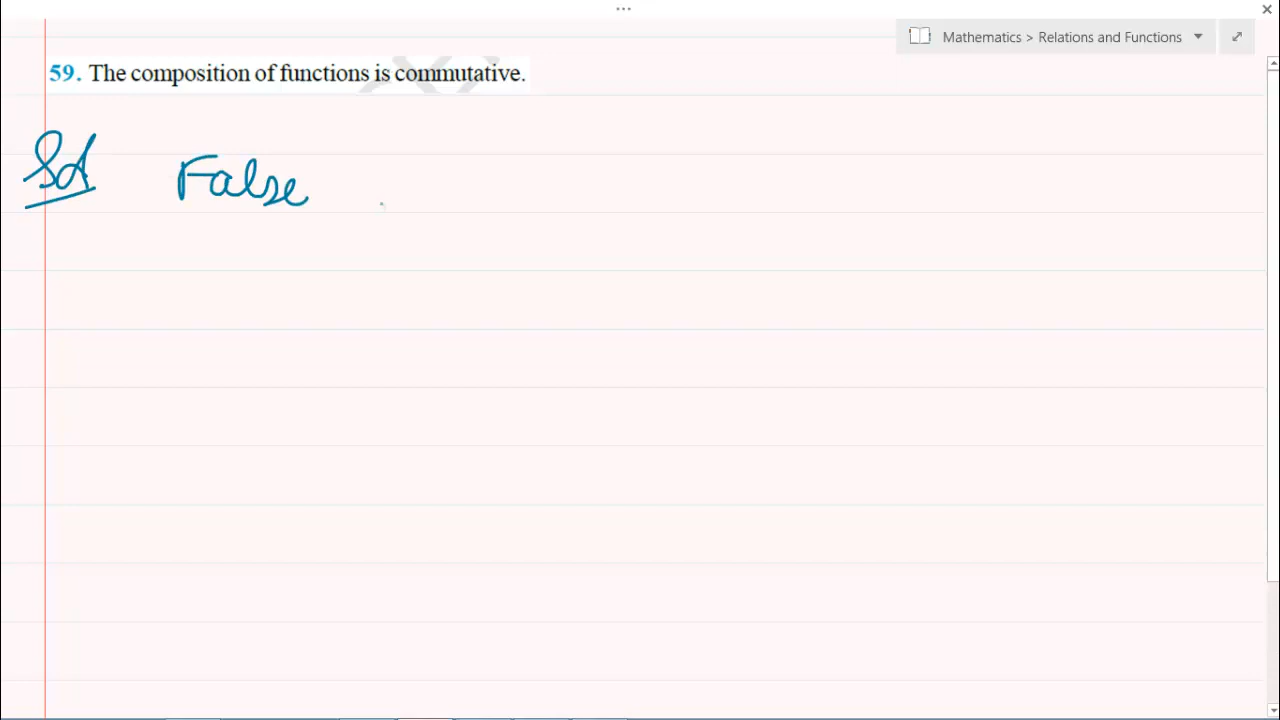 Mathematics > Relations and Functions
59. The composition of functions is commutative.
Sol False